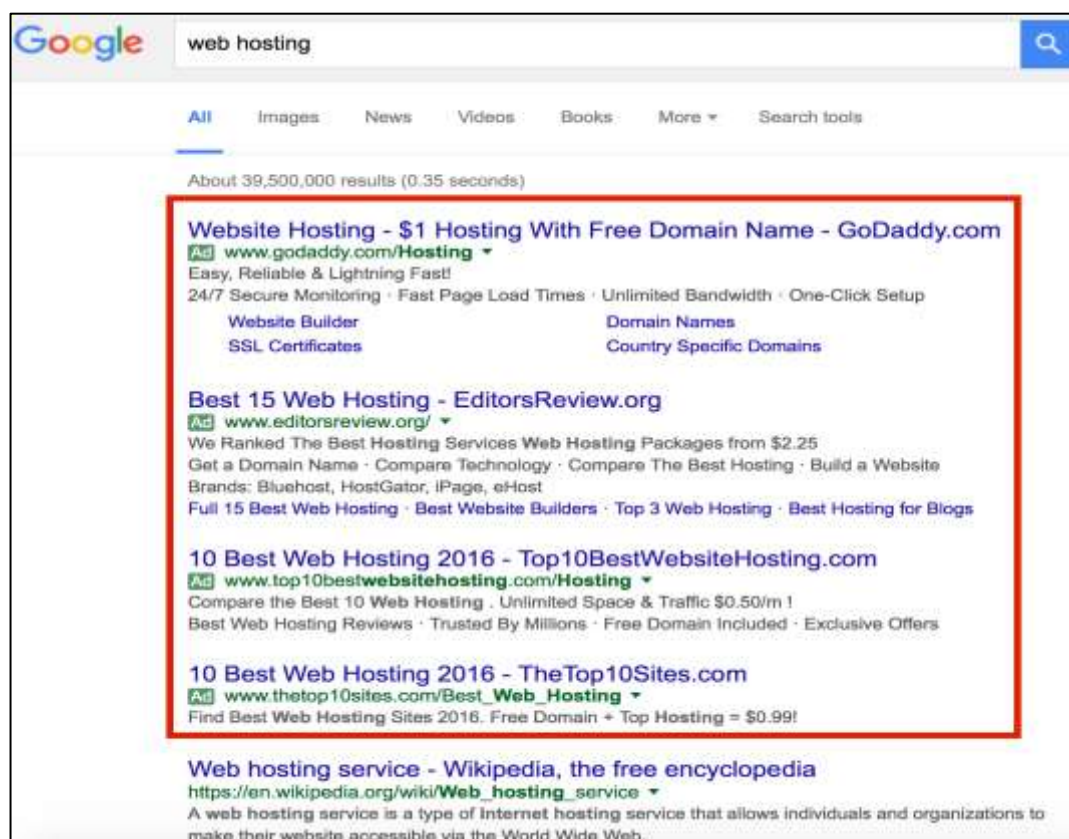 Google web hosting
All Images News Videos Books More Search tools
About 39,500,000 results (0.35 seconds)
Website Hosting - $1 Hosting With Free Domain Name - GoDaddy.com
Ad www.godaddy.com/Hosting
Easy, Reliable & Lightning Fast!
24/7 Secure Monitoring · Fast Page Load Times · Unlimited Bandwidth · One-Click Setup
Website Builder Domain Names
SSL Certificates Country Specific Domains
Best 15 Web Hosting - EditorsReview.org
Ad www.editorsreview.org/
We Ranked The Best Hosting Services Web Hosting Packages from $2.25
Get a Domain Name · Compare Technology · Compare The Best Hosting · Build a Website
Brands: Bluehost, HostGator, iPage, eHost
Full 15 Best Web Hosting · Best Website Builders · Top 3 Web Hosting · Best Hosting for Blogs
10 Best Web Hosting 2016 - Top10BestWebsiteHosting.com
Ad www.top10bestwebsitehosting.com/Hosting
Compare the Best 10 Web Hosting . Unlimited Space & Traffic $0.50/m !
Best Web Hosting Reviews · Trusted By Millions · Free Domain Included · Exclusive Offers
10 Best Web Hosting 2016 - TheTop10Sites.com
Ad www.thetop10sites.com/Best_Web_Hosting
Find Best Web Hosting Sites 2016. Free Domain + Top Hosting = $0.99!
Web hosting service - Wikipedia, the free encyclopedia
https://en.wikipedia.org/wiki/Web_hosting_service
A web hosting service is a type of Internet hosting service that allows individuals and organizations to
make their website accessible via the World Wide Web.